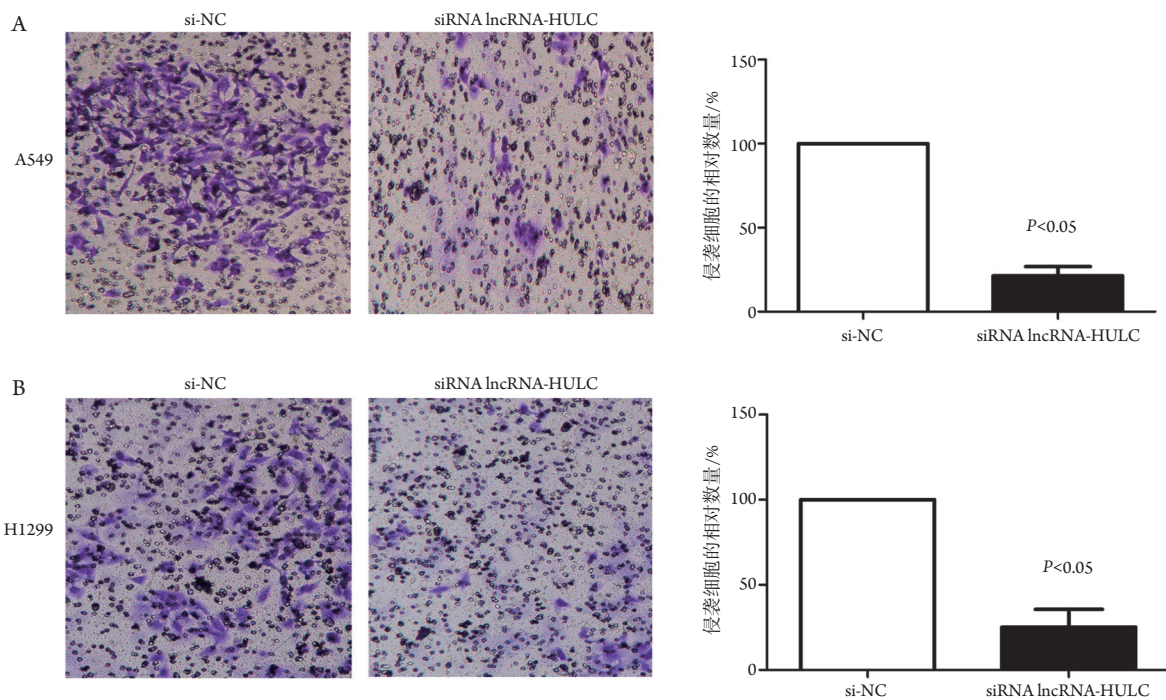 A
si-NC
siRNA lncRNA-HULC
A549
侵袭细胞的相对数量/%
150
100
50
0
P<0.05
si-NC
siRNA lncRNA-HULC
B
si-NC
siRNA lncRNA-HULC
H1299
侵袭细胞的相对数量/%
150
100
50
0
P<0.05
si-NC
siRNA lncRNA-HULC